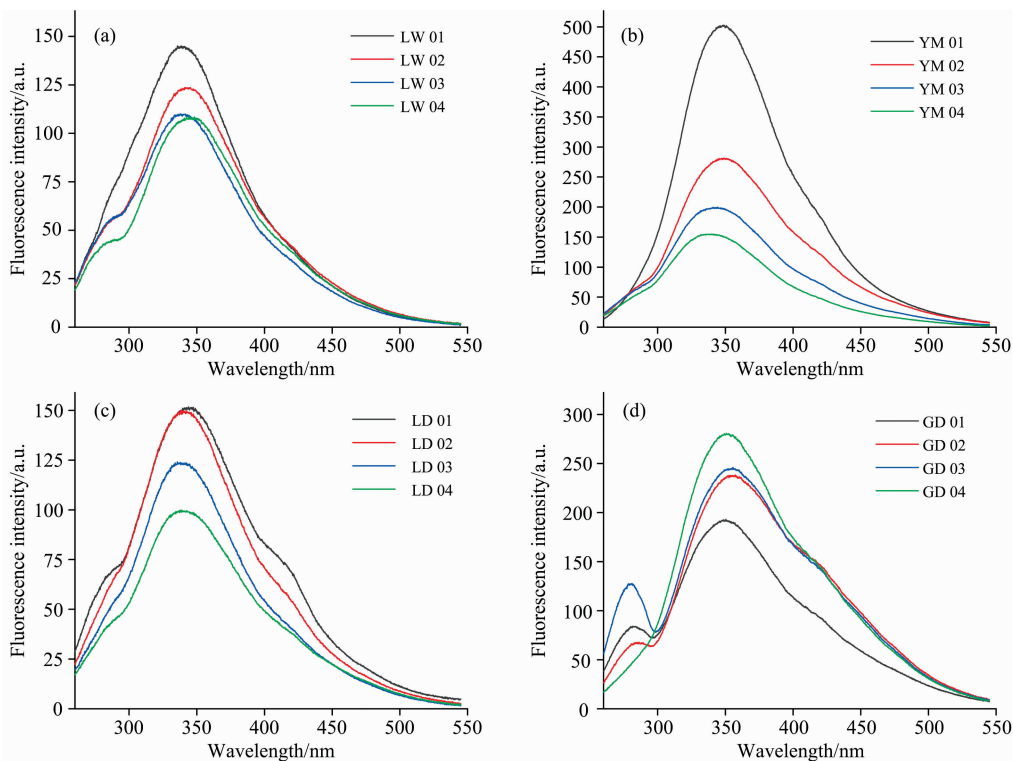 (a)
LW 01
LW 02
LW 03
LW 04
Fluorescence intensity/a.u.
150
125
100
75
50
25
0
300 350 400 450 500 550
Wavelength/nm
(b)
YM 01
YM 02
YM 03
YM 04
Fluorescence intensity/a.u.
500
450
400
350
300
250
200
150
100
50
0
300 350 400 450 500 550
Wavelength/nm
(c)
LD 01
LD 02
LD 03
LD 04
Fluorescence intensity/a.u.
150
125
100
75
50
25
0
300 350 400 450 500 550
Wavelength/nm
(d)
GD 01
GD 02
GD 03
GD 04
Fluorescence intensity/a.u.
300
250
200
150
100
50
0
300 350 400 450 500 550
Wavelength/nm